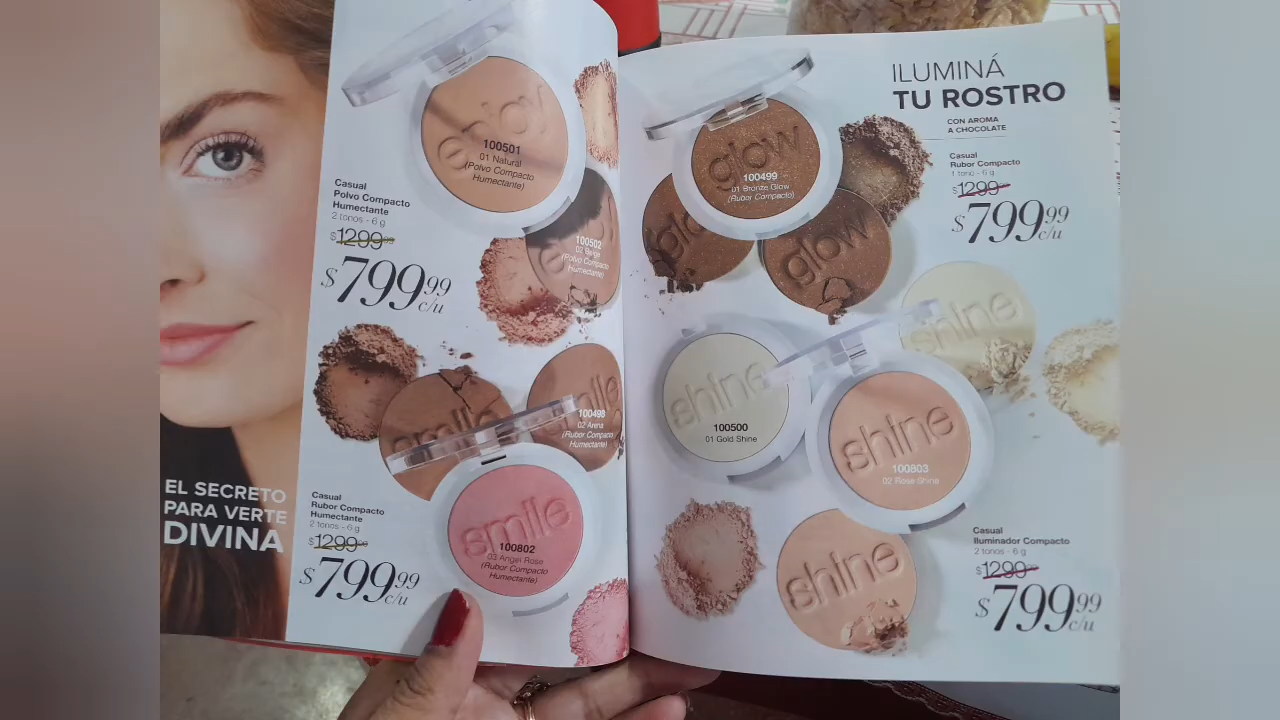 enjoy
100501
01 Natural
(Polvo Compacto
Humectante)
Casual
Polvo Compacto
Humectante
2 tonos - 6 g
$1299
$799,99
c/u
100502
02 Beige
(Polvo Compacto
Humectante)
smile
smile
100498
02 Arena
(Rubor Compacto
Humectante)
EL SECRETO
PARA VERTE
DIVINA
Casual
Rubor Compacto
Humectante
2 tonos - 6 g
$1299
$799,99
c/u
smile
100802
03 Angel Rose
(Rubor Compacto
Humectante)
ILUMINÁ
TU ROSTRO
CON AROMA
A CHOCOLATE
glow
100499
01 Bronze Glow
(Rubor Compacto)
glow
glow
Casual
Rubor Compacto
1 tono - 6 g
$1299
$799,99
c/u
shine
shine
100500
01 Gold Shine
shine
100803
02 Rose Shine
shine
Casual
Iluminador Compacto
2 tonos - 6 g
$1299
$799,99
c/u